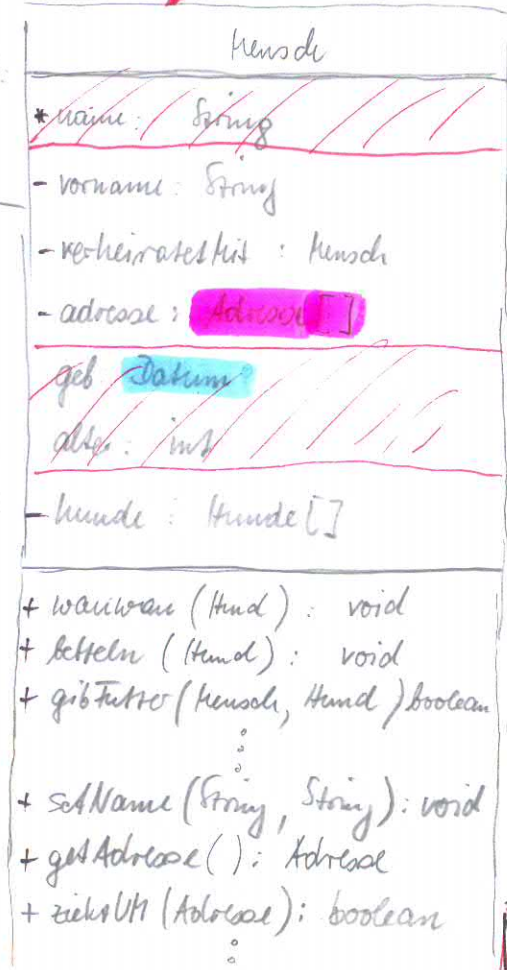 Mensch
* name: String
- vorname: String
- verheiratetMit : Mensch
- adresse : Adresse []
geb Datum
alter: int
- hunde : Hunde []
+ wauwau (Hund) : void
+ betteln (Hund) : void
+ gibFutter (Mensch, Hund) boolean
+ setName (String, String) : void
+ getAdresse () : Adresse
+ ziehtUM (Adresse) : boolean